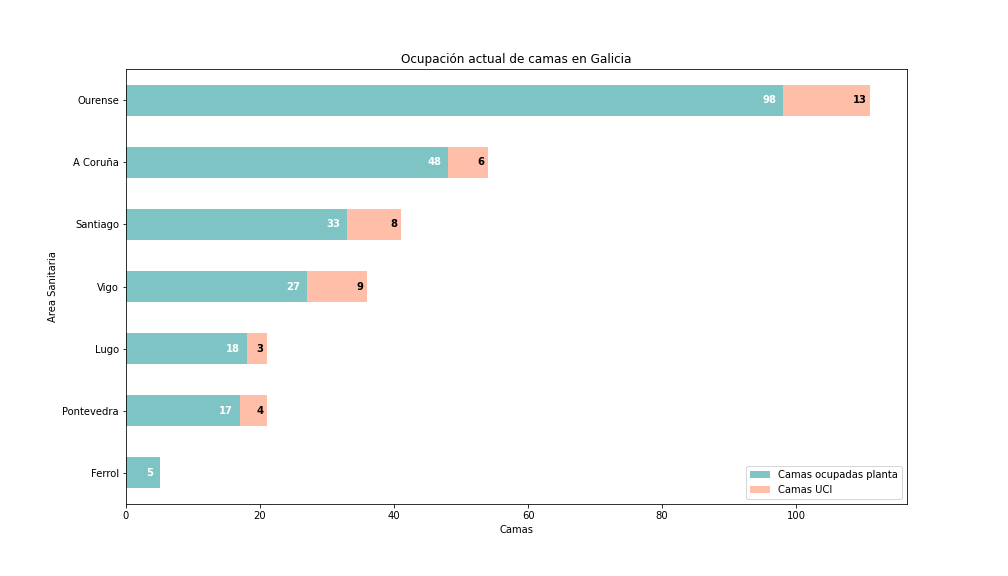 Ocupación actual de camas en Galicia
Ourense 98 13
A Coruña 48 6
Santiago 33 8
Vigo 27 9
Lugo 18 3
Pontevedra 17 4
Ferrol 5
Area Sanitaria
Camas ocupadas planta
Camas UCI
0 20 40 60 80 100
Camas